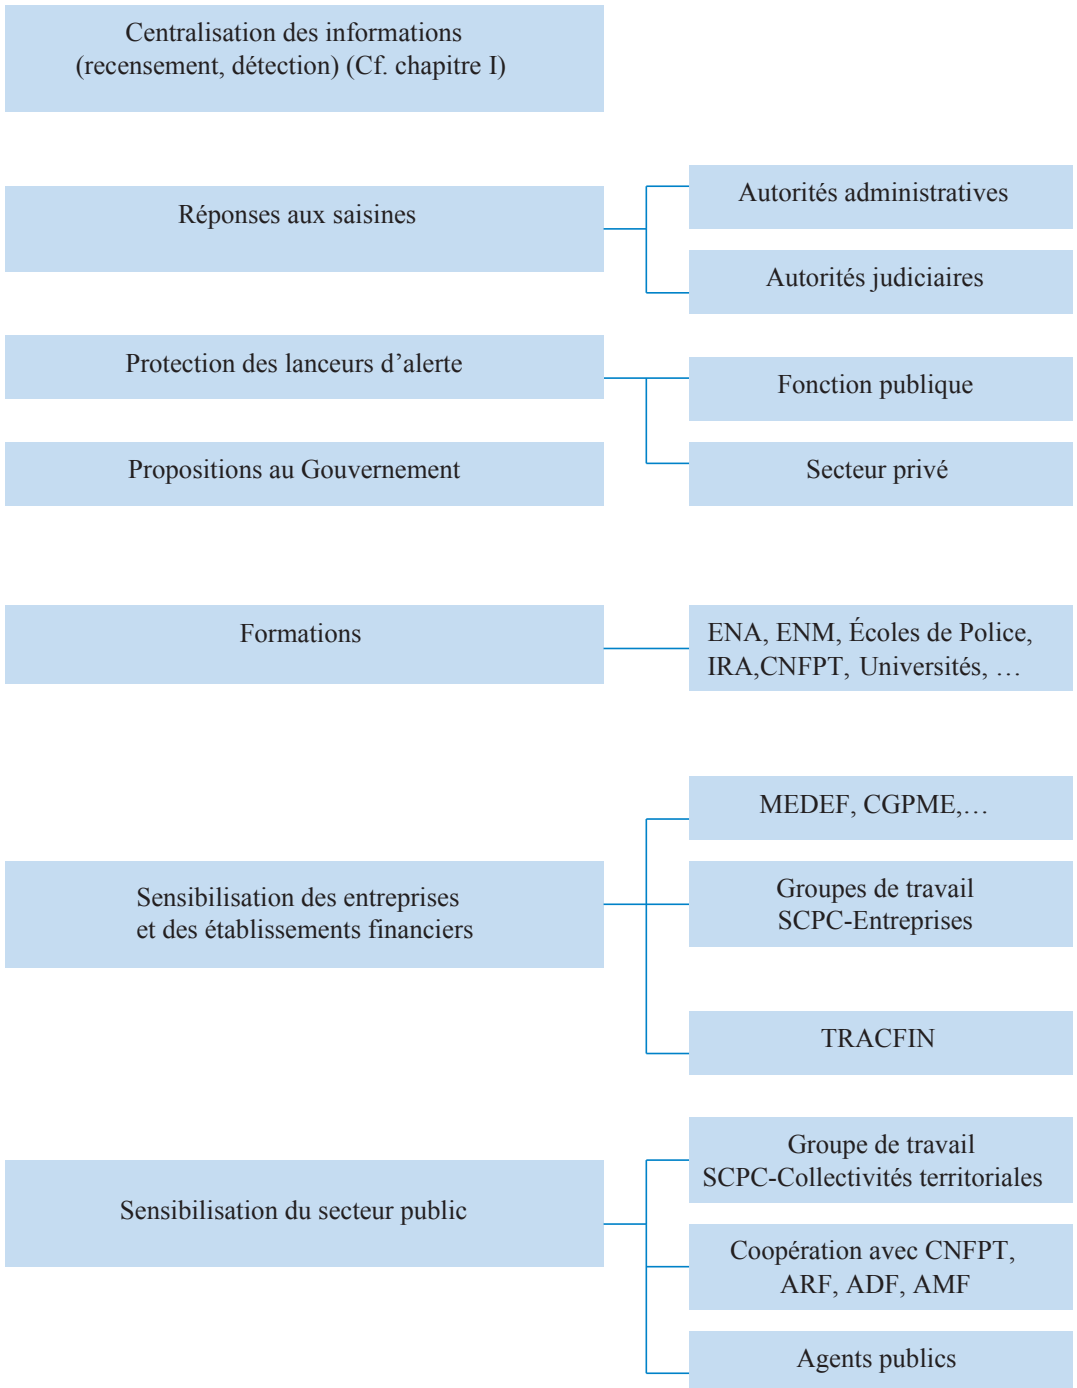 Centralisation des informations
(recensement, détection) (Cf. chapitre I)
Réponses aux saisines
Autorités administratives
Autorités judiciaires
Protection des lanceurs d’alerte
Fonction publique
Propositions au Gouvernement
Secteur privé
Formations
ENA, ENM, Écoles de Police,
IRA,CNFPT, Universités, …
MEDEF, CGPME,…
Sensibilisation des entreprises
et des établissements financiers
Groupes de travail
SCPC-Entreprises
TRACFIN
Sensibilisation du secteur public
Groupe de travail
SCPC-Collectivités territoriales
Coopération avec CNFPT,
ARF, ADF, AMF
Agents publics